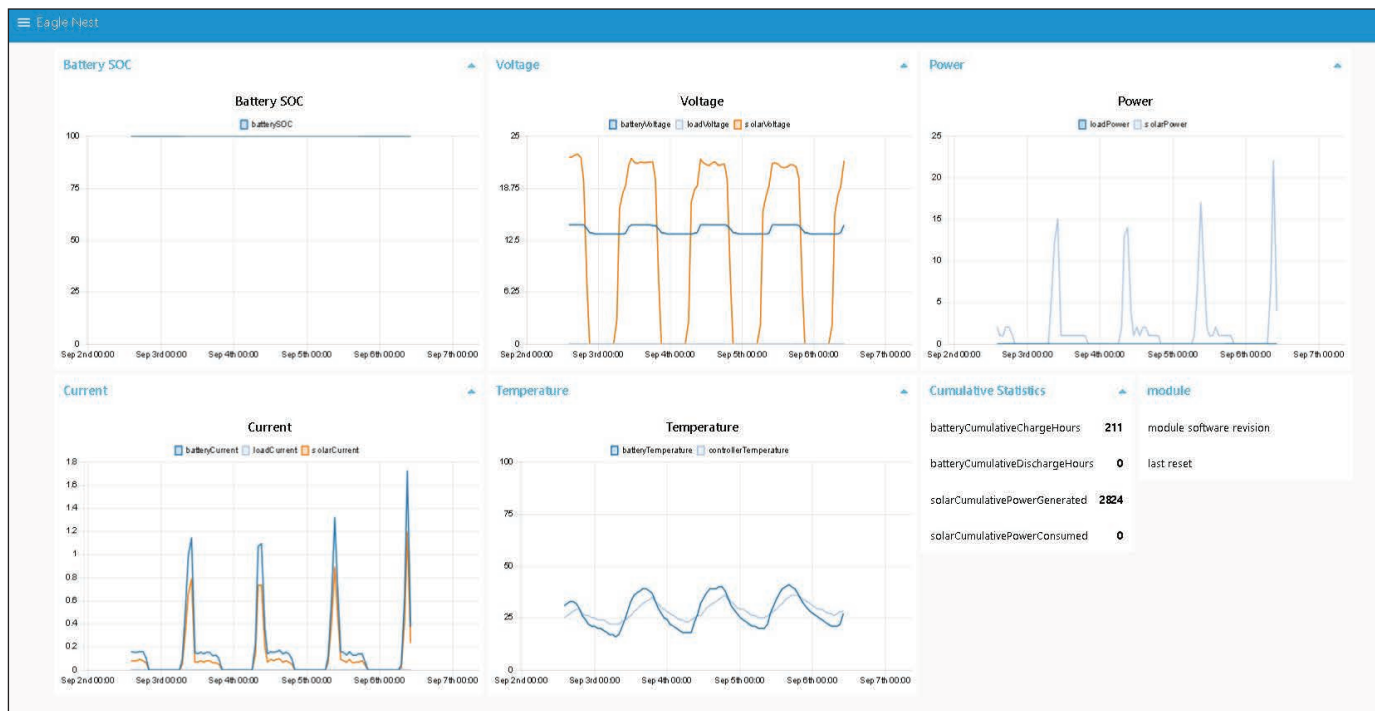 Eagle Nest
Battery SOC
Battery SOC
batterySOC
100
75
50
25
0
Sep 2nd 00:00 Sep 3rd 00:00 Sep 4th 00:00 Sep 5th 00:00 Sep 6th 00:00 Sep 7th 00:00
Voltage
Voltage
batteryVoltage loadVoltage solarVoltage
25
18.75
12.5
6.25
0
Sep 2nd 00:00 Sep 3rd 00:00 Sep 4th 00:00 Sep 5th 00:00 Sep 6th 00:00 Sep 7th 00:00
Power
Power
loadPower solarPower
25
20
15
10
5
0
Sep 2nd 00:00 Sep 3rd 00:00 Sep 4th 00:00 Sep 5th 00:00 Sep 6th 00:00 Sep 7th 00:00
Current
Current
batteryCurrent loadCurrent solarCurrent
1.8
1.6
1.4
1.2
1
0.8
0.6
0.4
0.2
0
Sep 2nd 00:00 Sep 3rd 00:00 Sep 4th 00:00 Sep 5th 00:00 Sep 6th 00:00 Sep 7th 00:00
Temperature
Temperature
batteryTemperature controllerTemperature
100
75
50
25
0
Sep 2nd 00:00 Sep 3rd 00:00 Sep 4th 00:00 Sep 5th 00:00 Sep 6th 00:00 Sep 7th 00:00
Cumulative Statistics
batteryCumulativeChargeHours 211
batteryCumulativeDischargeHours 0
solarCumulativePowerGenerated 2824
solarCumulativePowerConsumed 0
module
module software revision
last reset